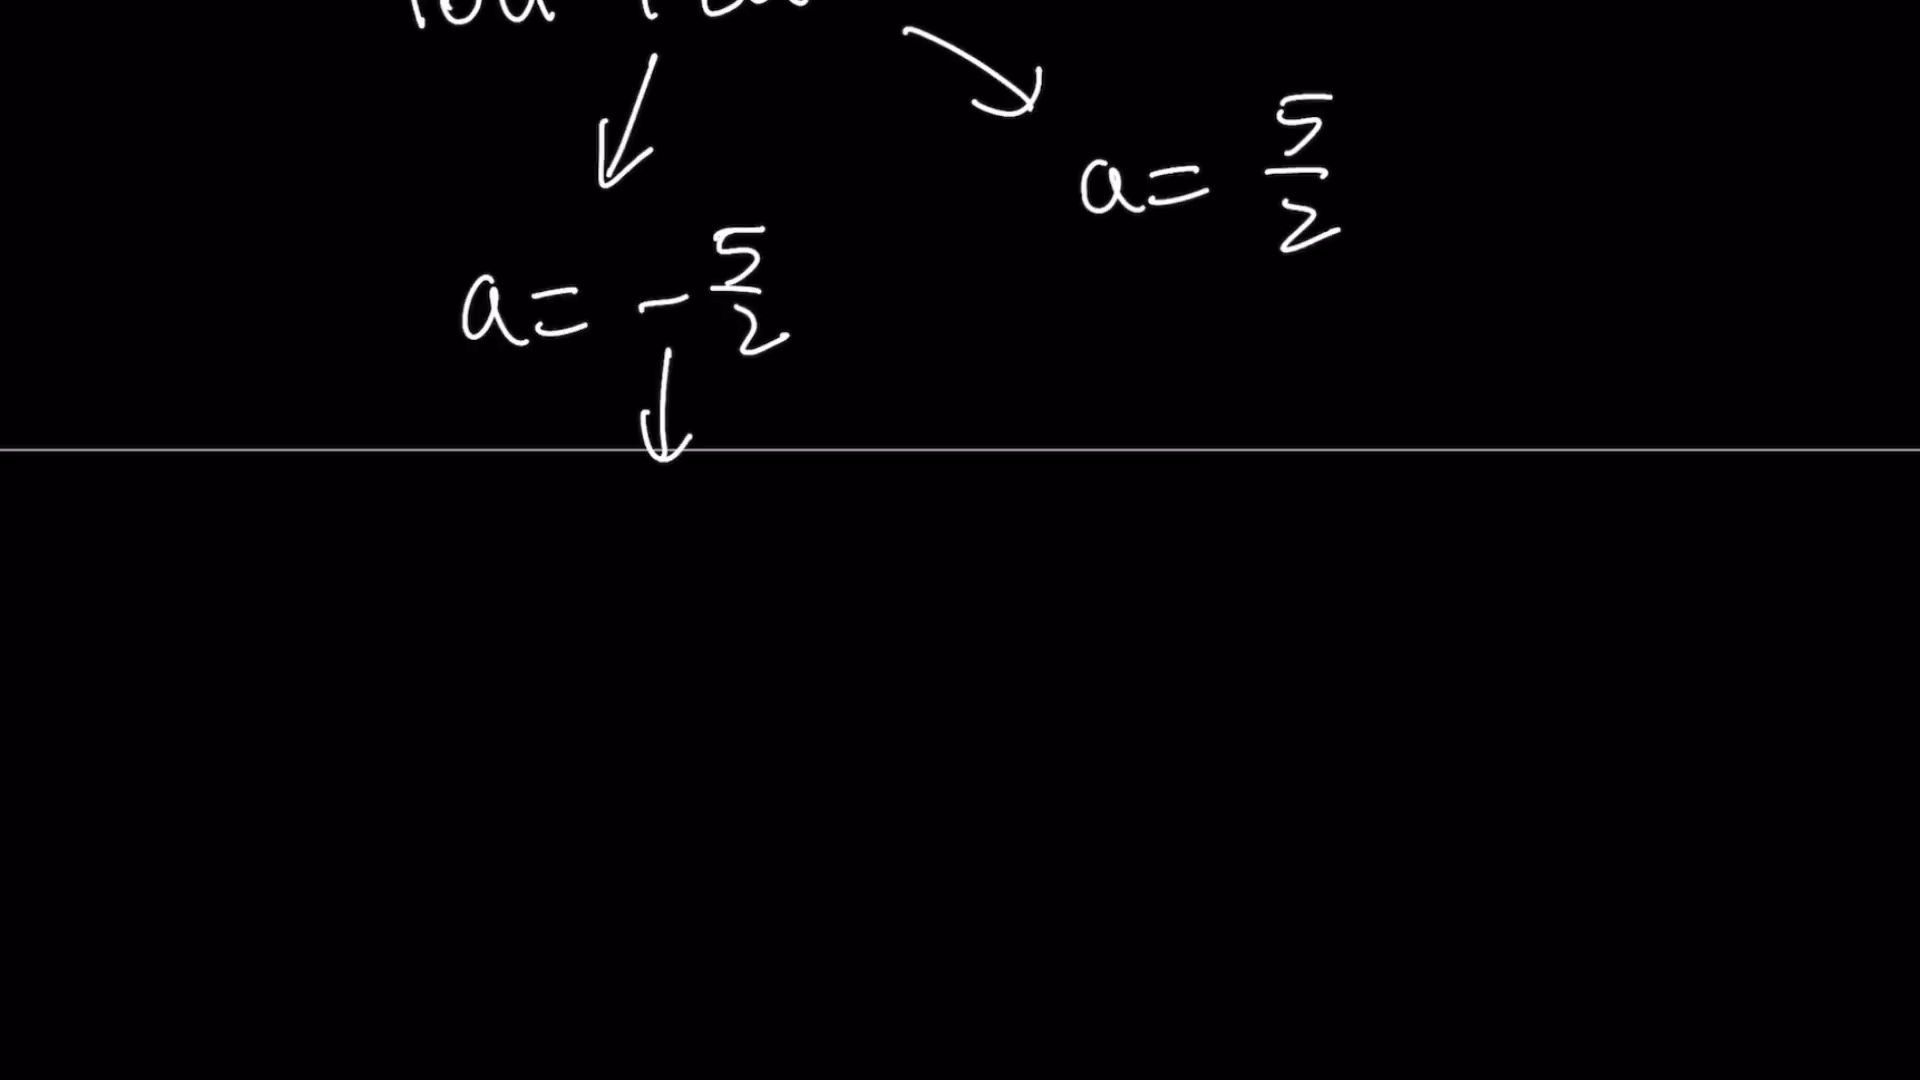 a = 5/2
a = - 5/2